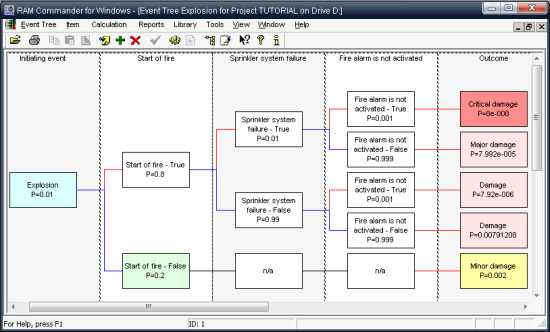 RAM Commander for Windows - [Event Tree Explosion for Project TUTORIAL on Drive D:]
Event Tree Item Calculation Reports Library Tools View Window Help
Initiating event Start of fire Sprinkler system failure Fire alarm is not activated Outcome
Fire alarm is not
activated - True
P=0.001
Critical damage
P=8e-008
Sprinkler system
failure - True
P=0.01
Fire alarm is not
activated - False
P=0.999
Major damage
P=7.992e-005
Start of fire - True
P=0.8
Explosion
P=0.01
Fire alarm is not
activated - True
P=0.001
Damage
P=7.92e-006
Sprinkler system
failure - False
P=0.99
Fire alarm is not
activated - False
P=0.999
Damage
P=0.00791208
Start of fire - False
P=0.2
n/a
n/a
Minor damage
P=0.002
For Help, press F1 ID: 1